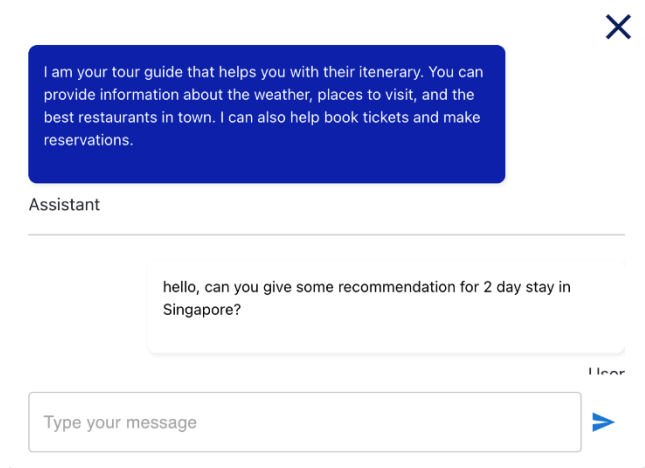 I am your tour guide that helps you with their itenerary. You can
provide information about the weather, places to visit, and the
best restaurants in town. I can also help book tickets and make
reservations.
Assistant
hello, can you give some recommendation for 2 day stay in
Singapore?
User
Type your message